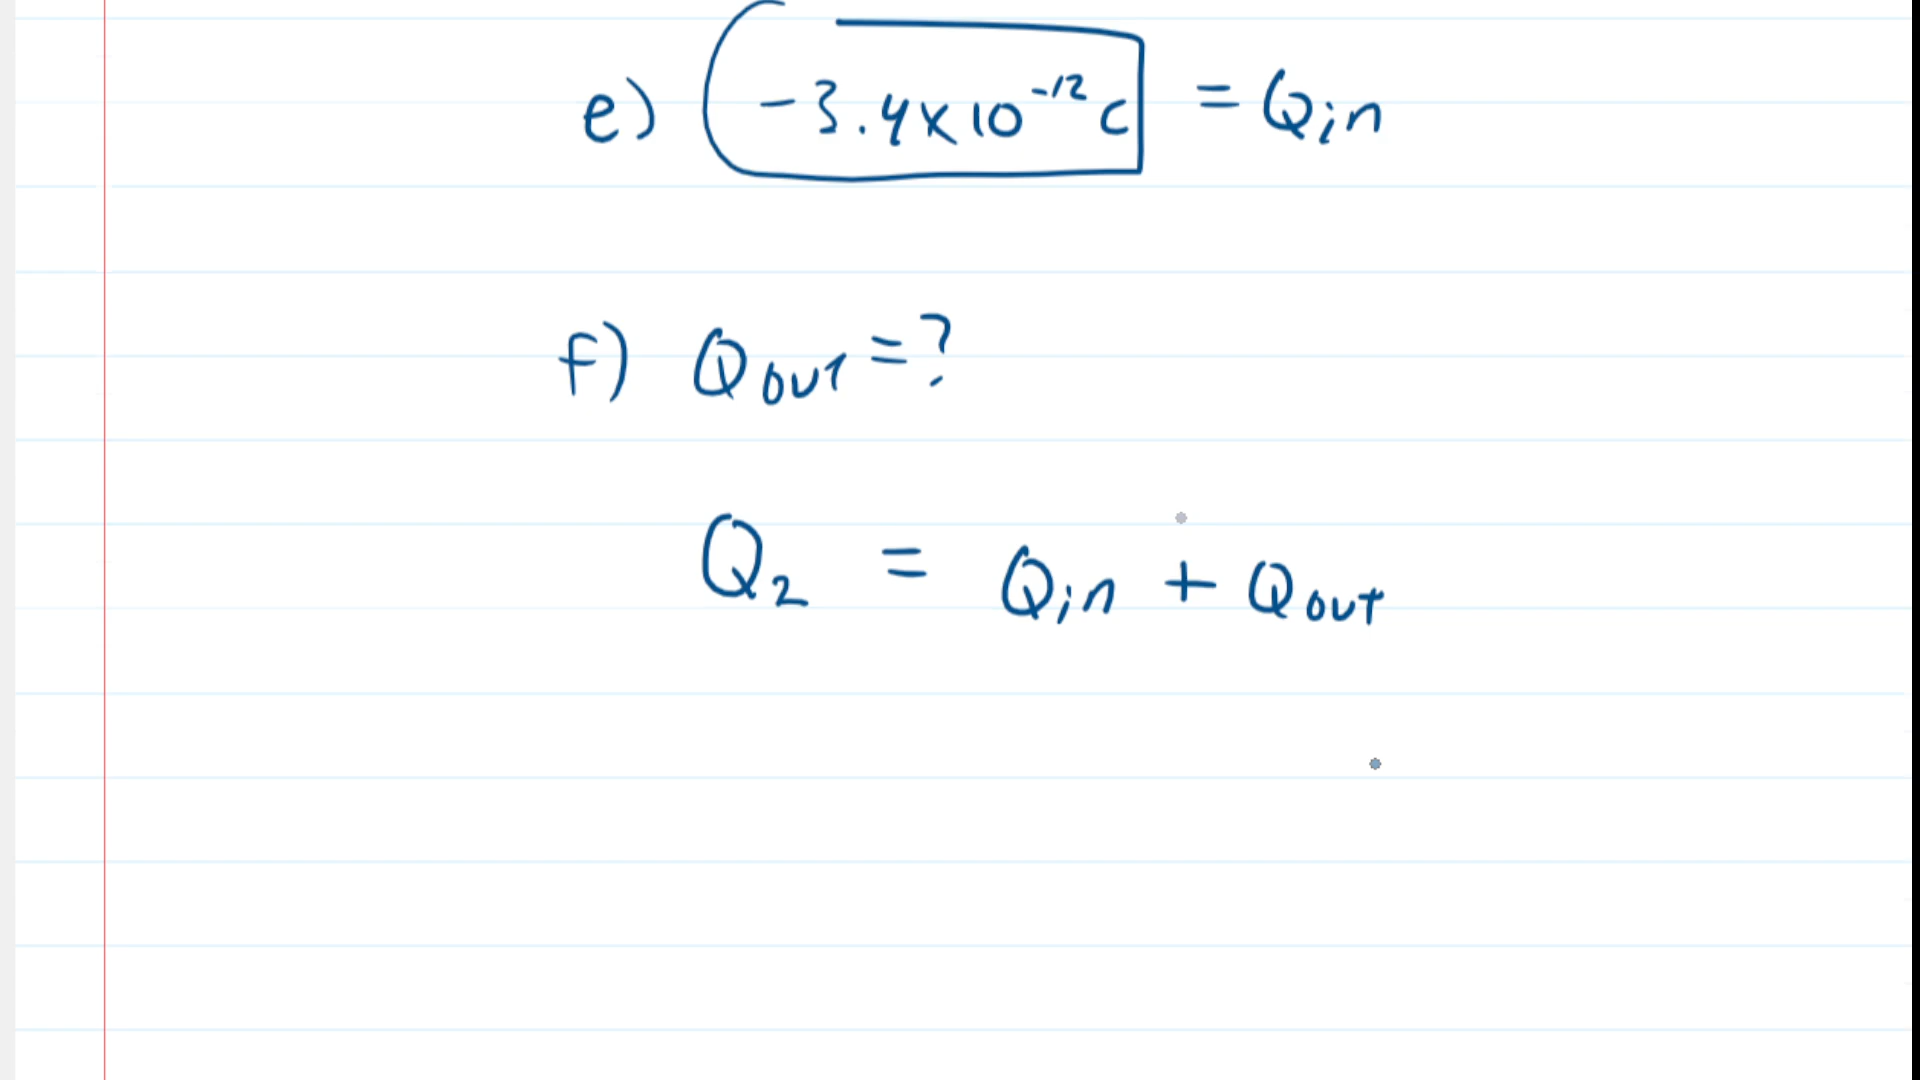 e) -3.4x10⁻¹² C = Qin
f) Qout = ?
Q₂ = Qin + Qout